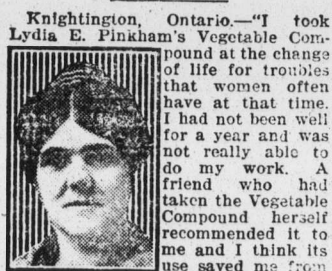 Knightington, Ontario.—“I took
Lydia E. Pinkham's Vegetable Com-
pound at the change
of life for troubles
that women often
have at that time.
I had not been well
for a year and was
not really able to
do my work. A
friend who had
taken the Vegetable
Compound herself
recommended it to
me and I think its
use saved me from